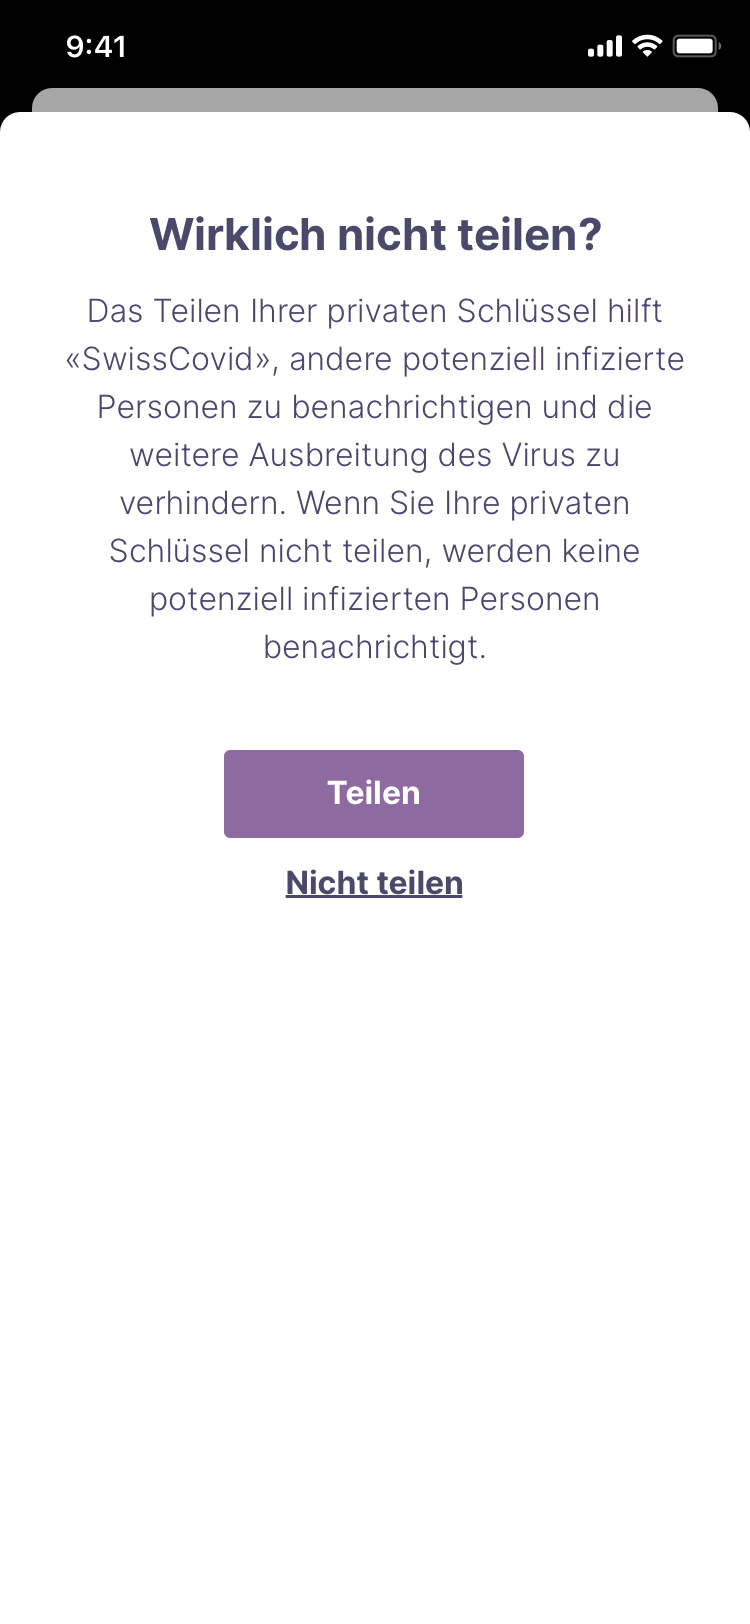 9:41
Wirklich nicht teilen?
Das Teilen Ihrer privaten Schlüssel hilft
«SwissCovid», andere potenziell infizierte
Personen zu benachrichtigen und die
weitere Ausbreitung des Virus zu
verhindern. Wenn Sie Ihre privaten
Schlüssel nicht teilen, werden keine
potenziell infizierten Personen
benachrichtigt.
Teilen
Nicht teilen